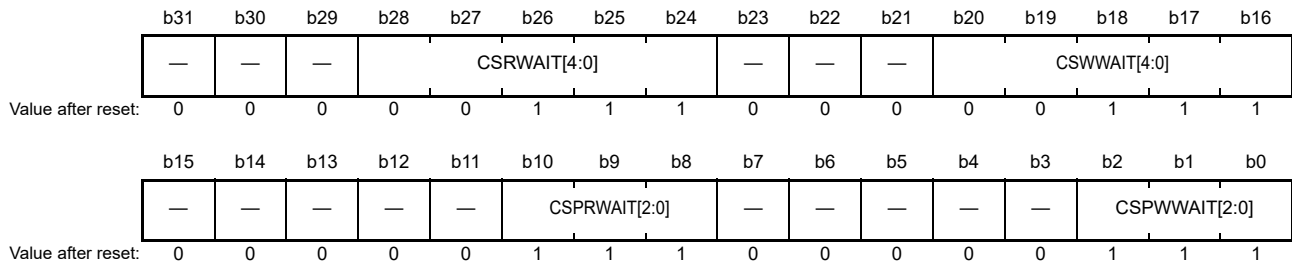 b31 b30 b29 b28 b27 b26 b25 b24 b23 b22 b21 b20 b19 b18 b17 b16
— — — CSRWAIT[4:0] — — — CSWWAIT[4:0]
Value after reset: 0 0 0 0 0 1 1 1 0 0 0 0 0 1 1 1
b15 b14 b13 b12 b11 b10 b9 b8 b7 b6 b5 b4 b3 b2 b1 b0
— — — — — CSPRWAIT[2:0] — — — — — CSPWWAIT[2:0]
Value after reset: 0 0 0 0 0 1 1 1 0 0 0 0 0 1 1 1